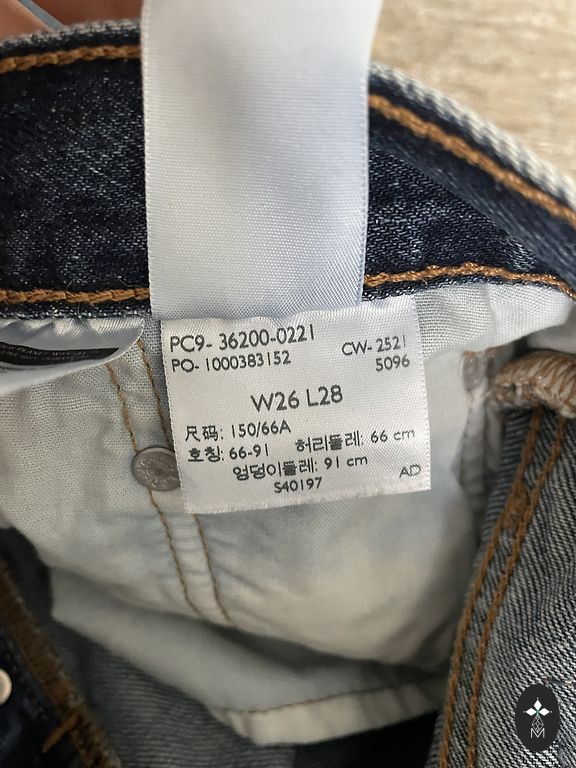 PC9- 36200-0221
PO- 1000383152
CW- 2521
5096
W26 L28
尺码: 150/66A
호칭: 66-91 허리둘레: 66 cm
엉덩이둘레: 91 cm
S40197
AD
M